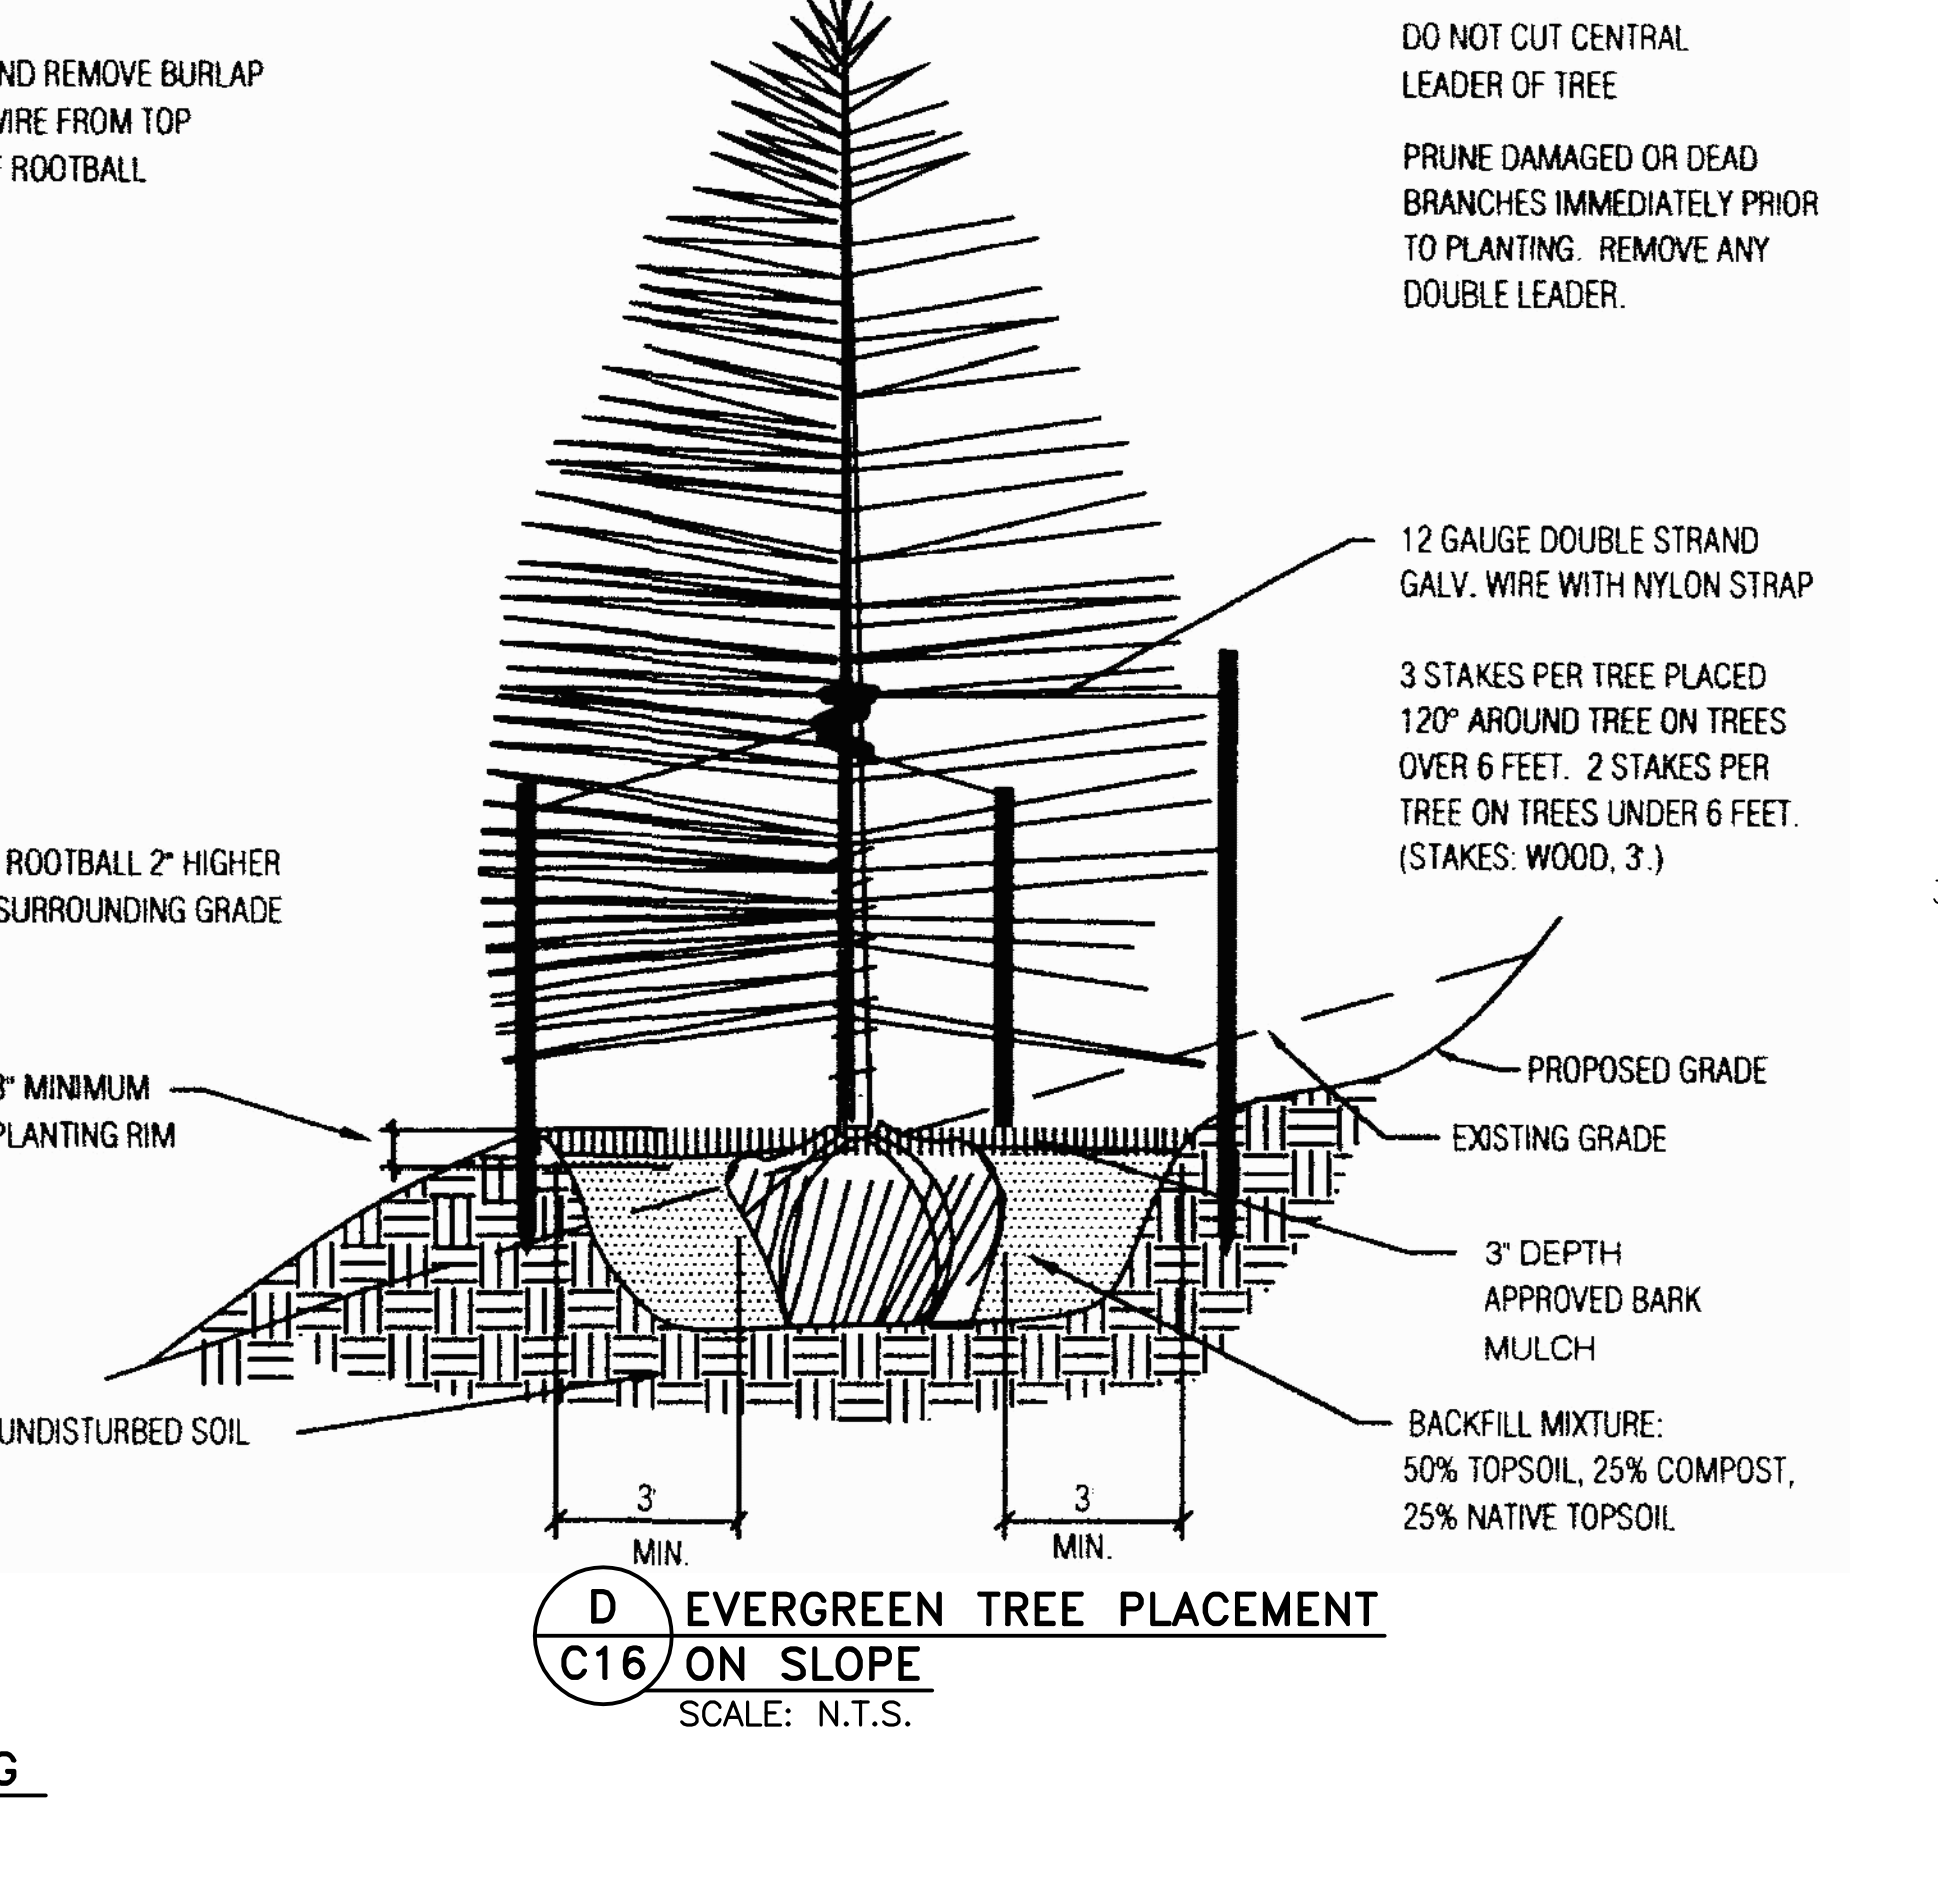 ND REMOVE BURLAP
WIRE FROM TOP
ROOTBALL
DO NOT CUT CENTRAL
LEADER OF TREE
PRUNE DAMAGED OR DEAD
BRANCHES IMMEDIATELY PRIOR
TO PLANTING. REMOVE ANY
DOUBLE LEADER.
12 GAUGE DOUBLE STRAND
GALV. WIRE WITH NYLON STRAP
3 STAKES PER TREE PLACED
120° AROUND TREE ON TREES
OVER 6 FEET. 2 STAKES PER
TREE ON TREES UNDER 6 FEET.
(STAKES: WOOD, 3'.)
ROOTBALL 2" HIGHER
SURROUNDING GRADE
3" MINIMUM
PLANTING RIM
PROPOSED GRADE
EXISTING GRADE
3" DEPTH
APPROVED BARK
MULCH
UNDISTURBED SOIL
BACKFILL MIXTURE:
50% TOPSOIL, 25% COMPOST,
25% NATIVE TOPSOIL
3'
MIN.
3'
MIN.
D
C16
EVERGREEN TREE PLACEMENT
ON SLOPE
SCALE: N.T.S.
G